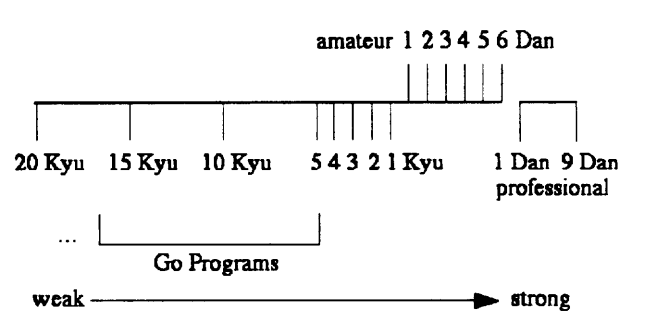 amateur 1 2 3 4 5 6 Dan
20 Kyu 15 Kyu 10 Kyu 5 4 3 2 1 Kyu 1 Dan 9 Dan
professional
...
Go Programs
weak strong